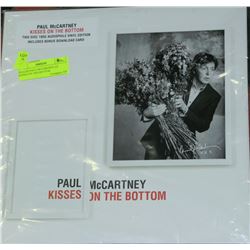 PAUL McCARTNEY
KISSES ON THE BOTTOM
TWO DISC 180G AUDIOPHILE VINYL EDITION
INCLUDES BONUS DOWNLOAD CARD
PAUL McCARTNEY
KISSES ON THE BOTTOM